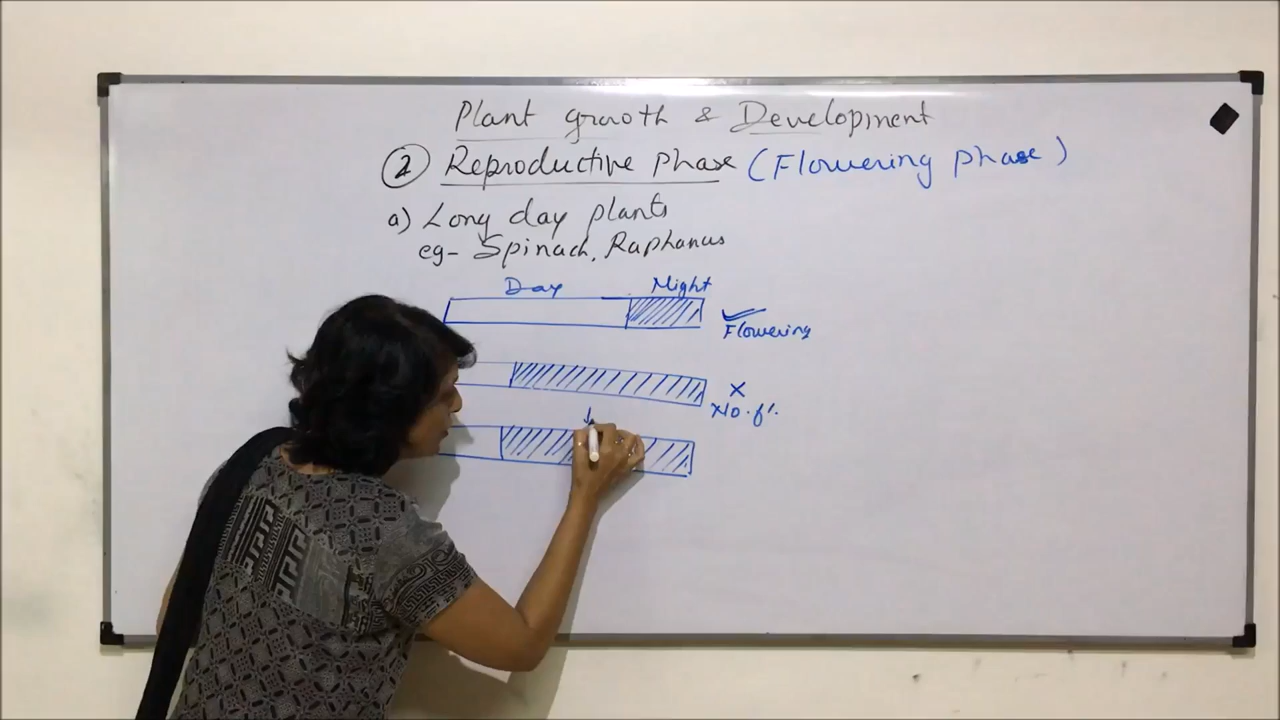 Plant growth & Development
2 Reproductive phase (Flowering phase)
a) Long day plants
eg- Spinach, Raphanus
Day Night
Flowering
× No. fl.